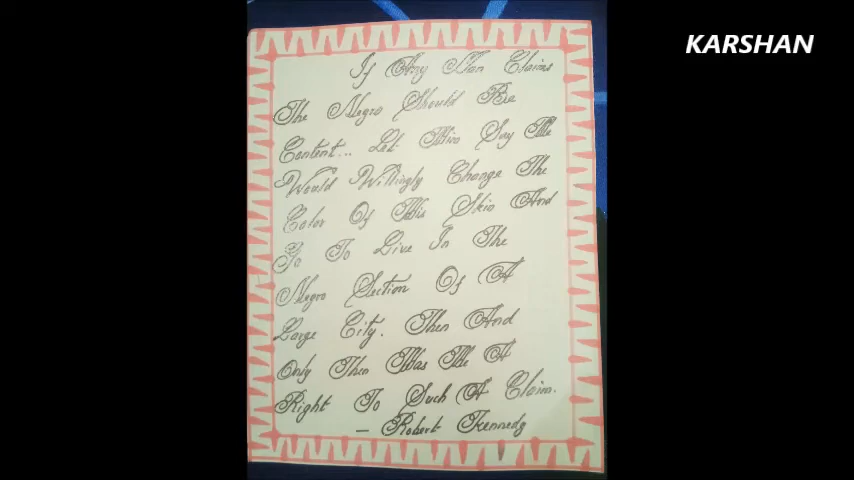 KARSHAN
If Any Man Claims
The Negro Should Be
Content... Let Him Say He
Would Willingly Change The
Color Of His Skin And
Go To Live In The
Negro Section Of A
Large City. Then And
Only Then Has He A
Right To Such A Claim.
— Robert Kennedy